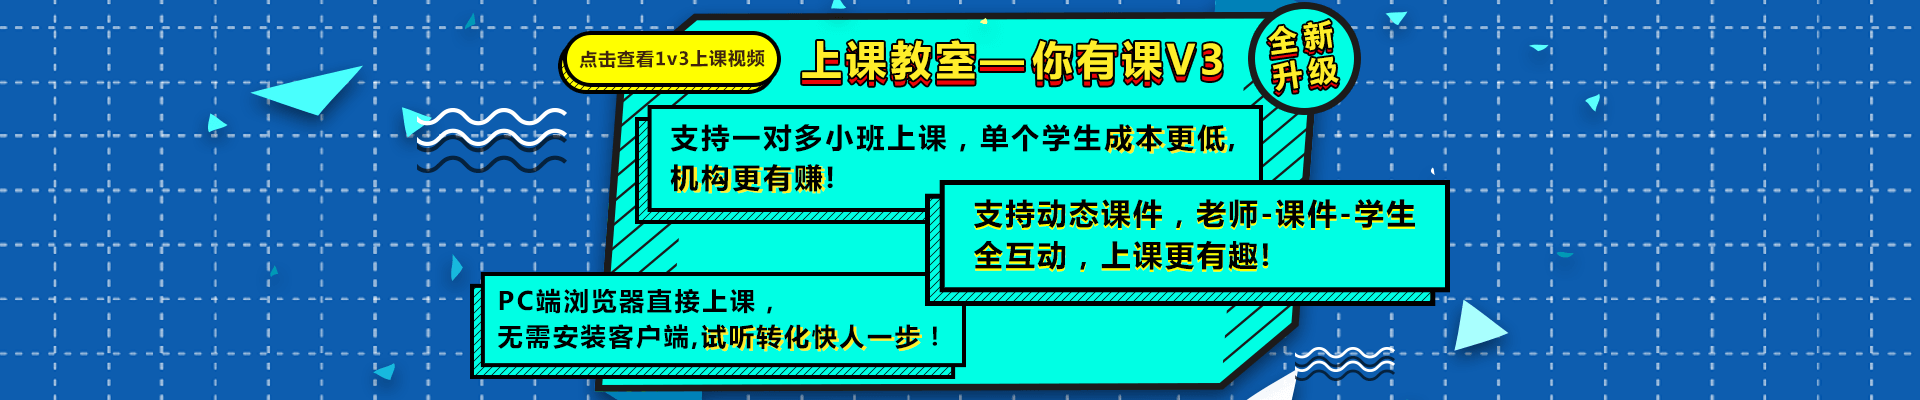 点击查看1v3上课视频
上课教室—你有课V3
全新
升级
支持一对多小班上课，单个学生成本更低,
机构更有赚!
支持动态课件，老师-课件-学生
全互动，上课更有趣!
PC端浏览器直接上课，
无需安装客户端,试听转化快人一步！